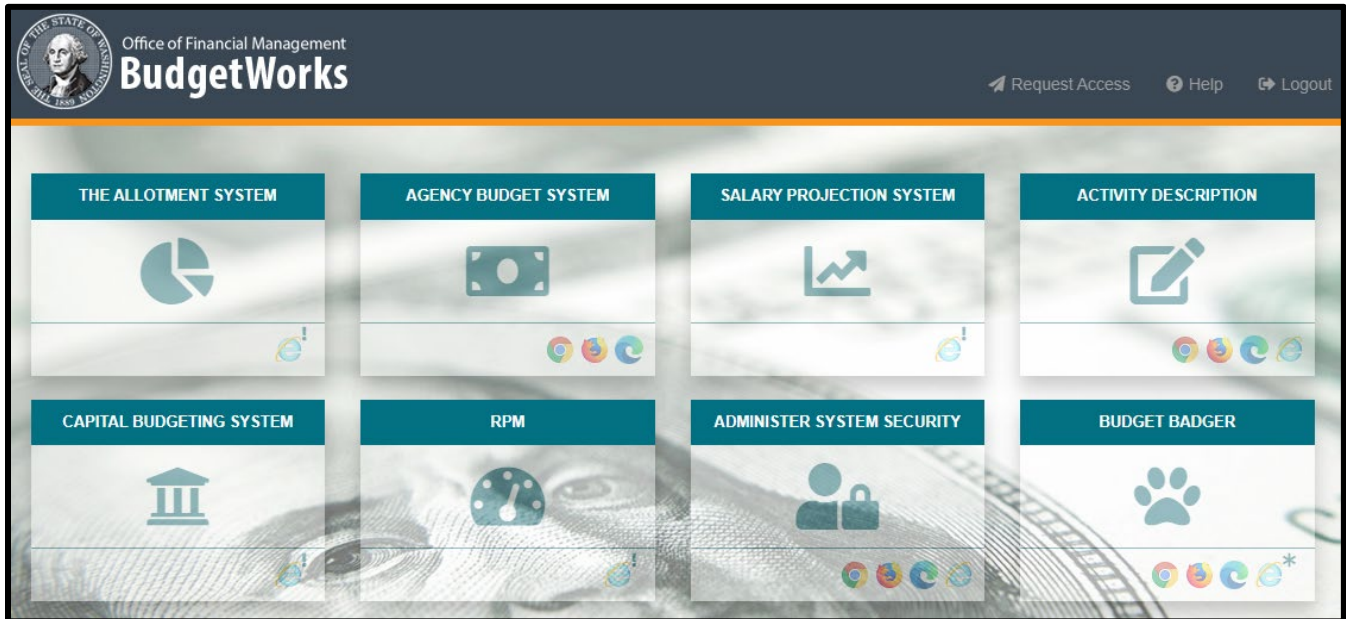 THE SEAL OF THE STATE OF WASHINGTON
1889
Office of Financial Management
BudgetWorks
Request Access
Help
Logout
THE ALLOTMENT SYSTEM
AGENCY BUDGET SYSTEM
SALARY PROJECTION SYSTEM
ACTIVITY DESCRIPTION
!
!
CAPITAL BUDGETING SYSTEM
RPM
ADMINISTER SYSTEM SECURITY
BUDGET BADGER
!
!
*